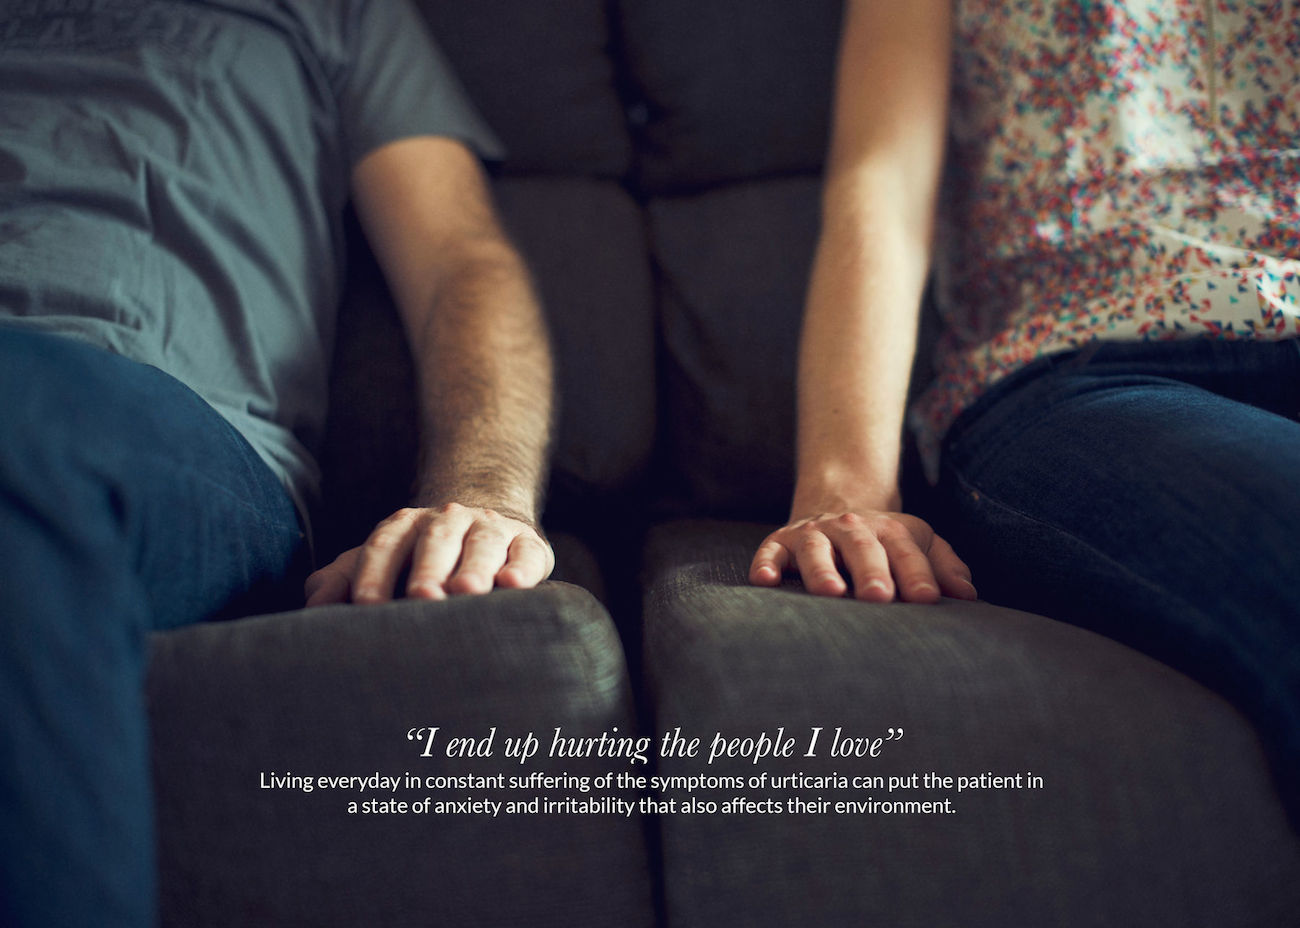 “I end up hurting the people I love”
Living everyday in constant suffering of the symptoms of urticaria can put the patient in
a state of anxiety and irritability that also affects their environment.